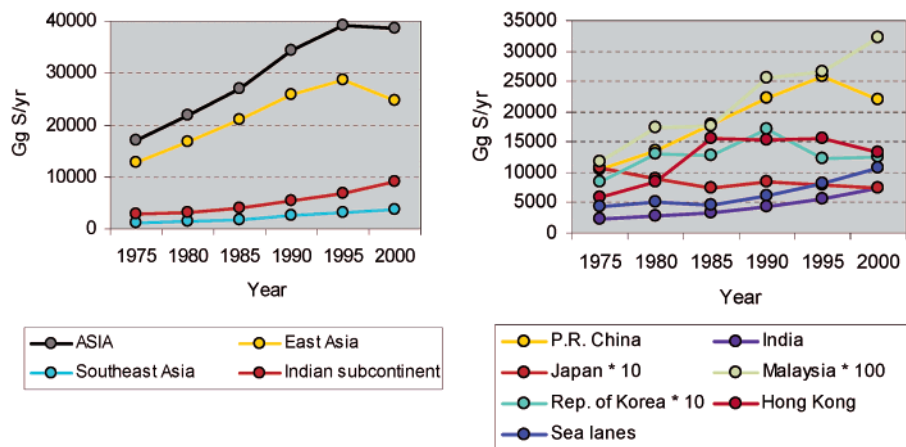 40000
30000
20000
10000
0
Gg S/yr
1975 1980 1985 1990 1995 2000
Year
ASIA East Asia
Southeast Asia Indian subcontinent
35000
30000
25000
20000
15000
10000
5000
0
Gg S/yr
1975 1980 1985 1990 1995 2000
Year
P.R. China India
Japan * 10 Malaysia * 100
Rep. of Korea * 10 Hong Kong
Sea lanes